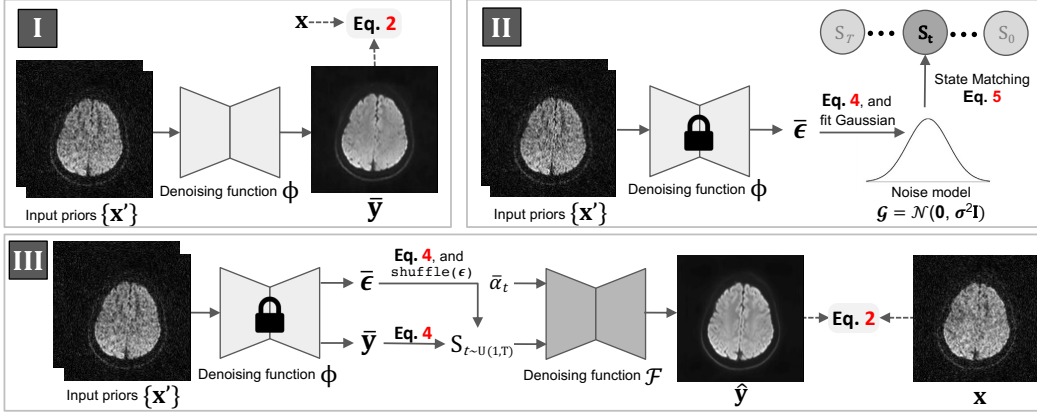 I
x
Eq. 2
Input priors {x'}
Denoising function ϕ
ȳ
II
S_T ••• S_t ••• S_0
State Matching
Eq. 5
Eq. 4, and
fit Gaussian
ϵ̄
Input priors {x'}
Denoising function ϕ
Noise model
𝒢 = 𝒩(0, σ²I)
III
Eq. 4, and
shuffle(ϵ)
ϵ̄
ᾱ_t
ȳ
Eq. 4
S_{t~U(1,T)}
Eq. 2
Input priors {x'}
Denoising function ϕ
Denoising function ℱ
ŷ
x